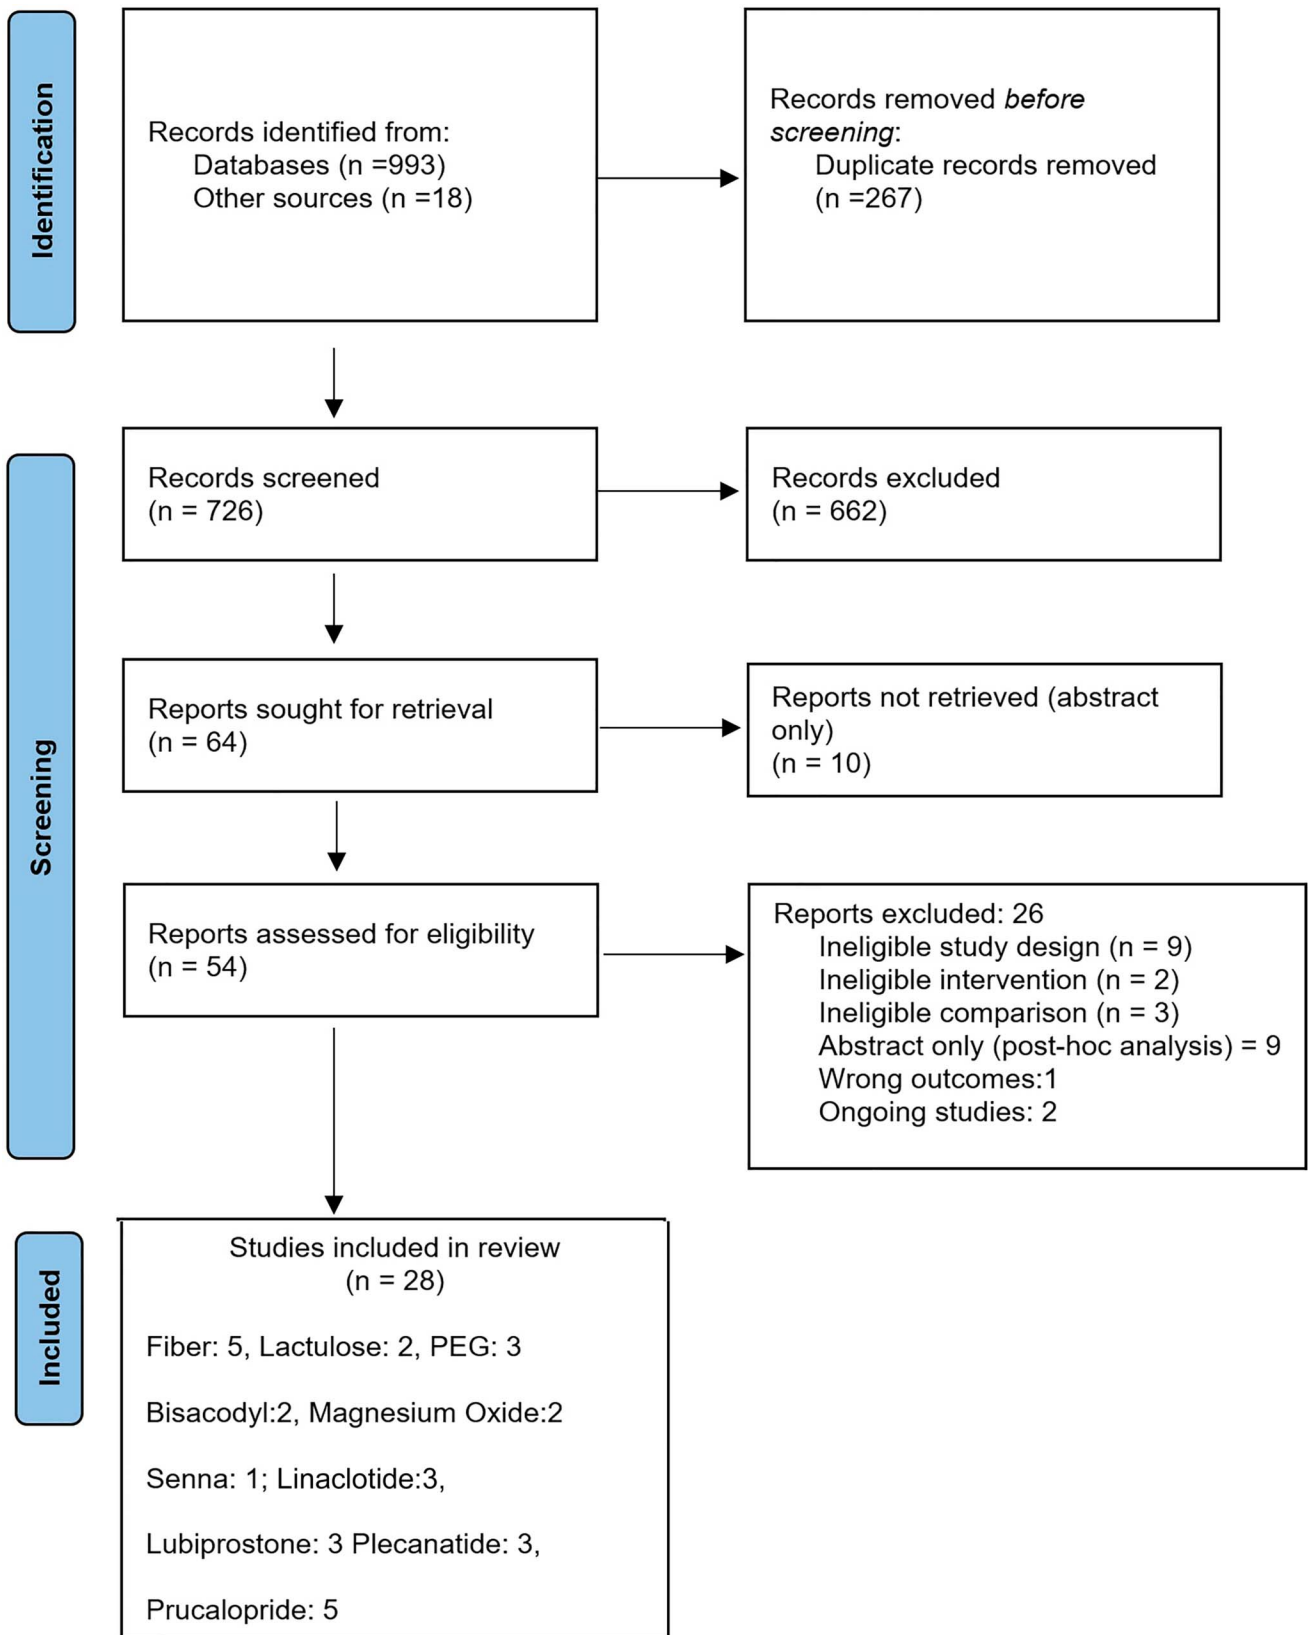 Identification
Records identified from:
Databases (n =993)
Other sources (n =18)
Records removed before
screening:
Duplicate records removed
(n =267)
Screening
Records screened
(n = 726)
Records excluded
(n = 662)
Reports sought for retrieval
(n = 64)
Reports not retrieved (abstract
only)
(n = 10)
Reports assessed for eligibility
(n = 54)
Reports excluded: 26
Ineligible study design (n = 9)
Ineligible intervention (n = 2)
Ineligible comparison (n = 3)
Abstract only (post-hoc analysis) = 9
Wrong outcomes:1
Ongoing studies: 2
Included
Studies included in review
(n = 28)
Fiber: 5, Lactulose: 2, PEG: 3
Bisacodyl:2, Magnesium Oxide:2
Senna: 1; Linaclotide:3,
Lubiprostone: 3 Plecanatide: 3,
Prucalopride: 5